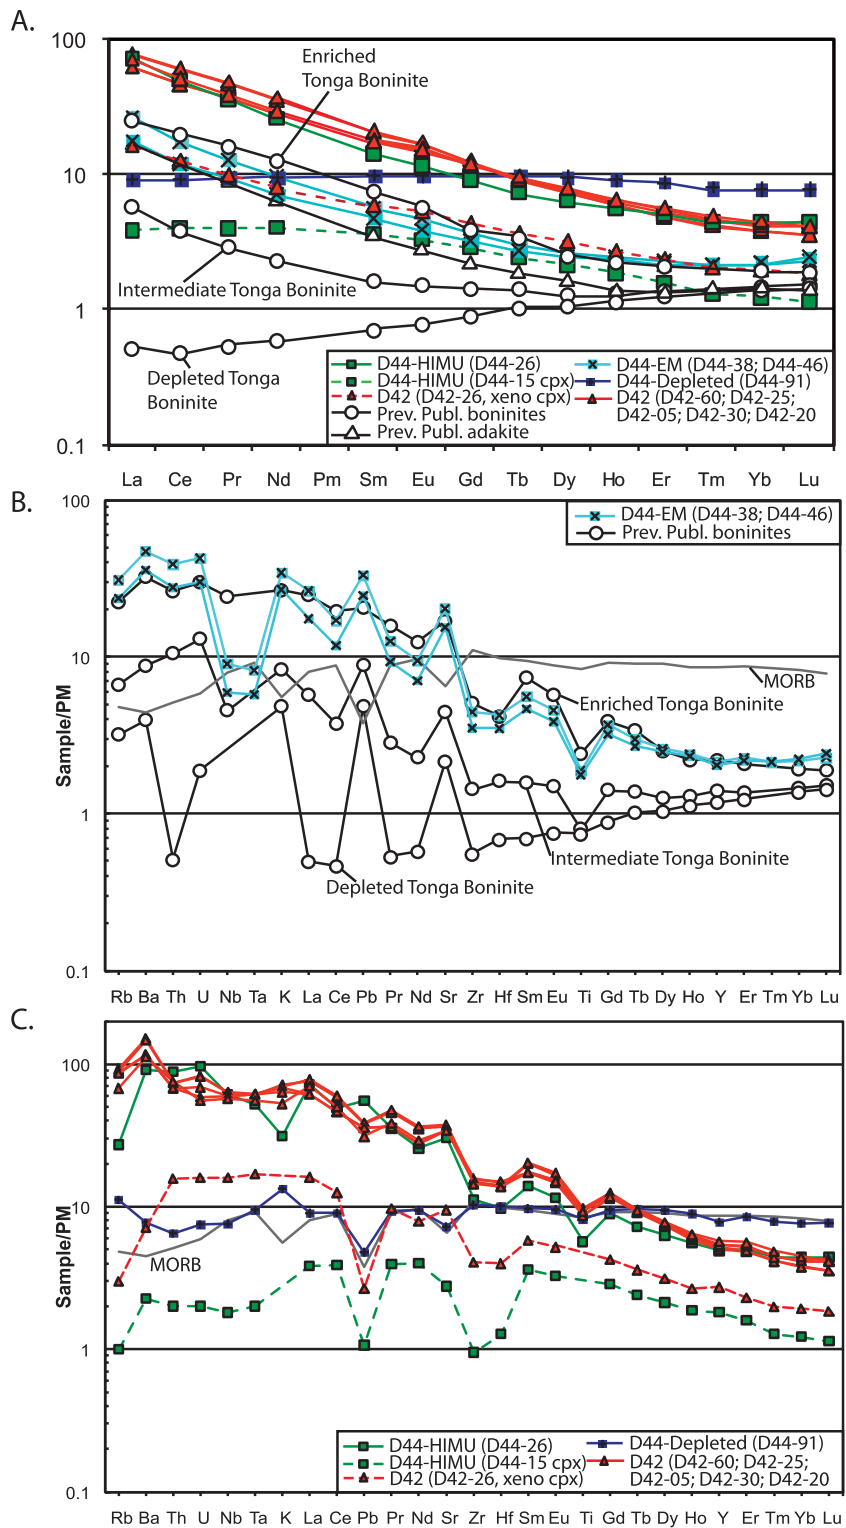 A.
100
10
1
0.1
Enriched
Tonga Boninite
Intermediate Tonga Boninite
Depleted Tonga
Boninite
D44-HIMU (D44-26)
D44-HIMU (D44-15 cpx)
D42 (D42-26, xeno cpx)
Prev. Publ. boninites
Prev. Publ. adakite
D44-EM (D44-38; D44-46)
D44-Depleted (D44-91)
D42 (D42-60; D42-25;
D42-05; D42-30; D42-20
La Ce Pr Nd Pm Sm Eu Gd Tb Dy Ho Er Tm Yb Lu
B.
100
10
1
0.1
Sample/PM
D44-EM (D44-38; D44-46)
Prev. Publ. boninites
MORB
Enriched Tonga Boninite
Intermediate Tonga Boninite
Depleted Tonga Boninite
Rb Ba Th U Nb Ta K La Ce Pb Pr Nd Sr Zr Hf Sm Eu Ti Gd Tb Dy Ho Y Er Tm Yb Lu
C.
100
10
1
0.1
Sample/PM
MORB
D44-HIMU (D44-26)
D44-HIMU (D44-15 cpx)
D42 (D42-26, xeno cpx)
D44-Depleted (D44-91)
D42 (D42-60; D42-25;
D42-05; D42-30; D42-20
Rb Ba Th U Nb Ta K La Ce Pb Pr Nd Sr Zr Hf Sm Eu Ti Gd Tb Dy Ho Y Er Tm Yb Lu